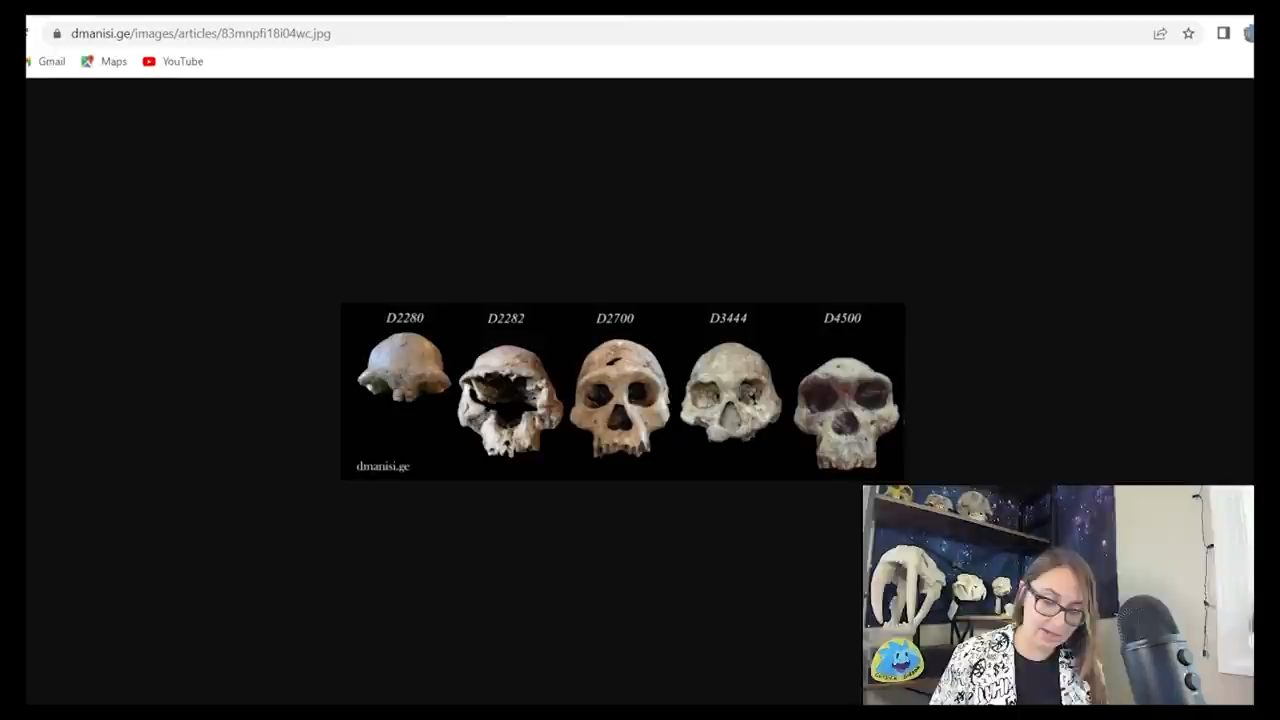 dmanisi.ge/images/articles/83mnpfi18i04wc.jpg
Gmail Maps YouTube
D2280 D2282 D2700 D3444 D4500
dmanisi.ge